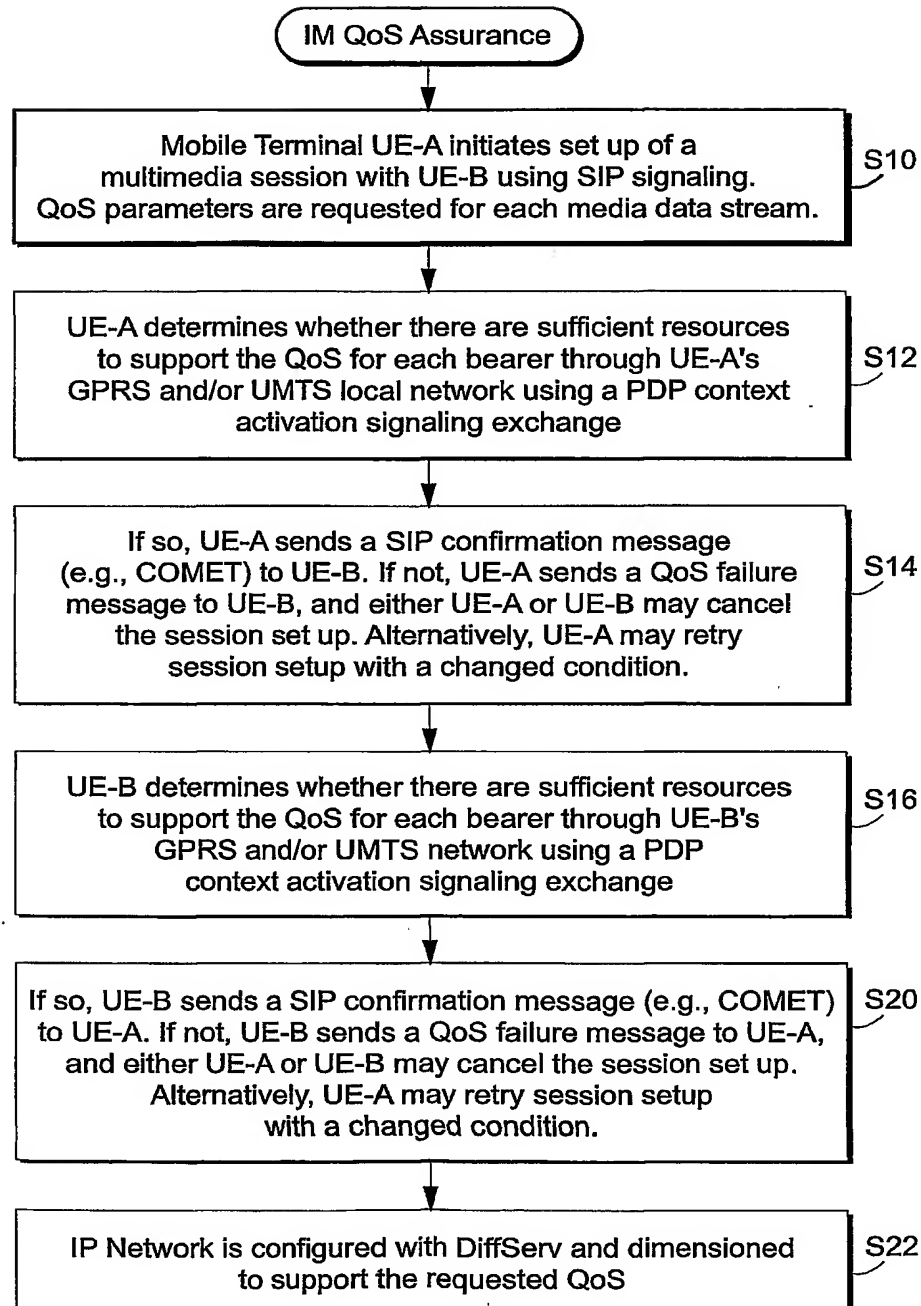 IM QoS Assurance
Mobile Terminal UE-A initiates set up of a
multimedia session with UE-B using SIP signaling.
QoS parameters are requested for each media data stream.
S10
UE-A determines whether there are sufficient resources
to support the QoS for each bearer through UE-A's
GPRS and/or UMTS local network using a PDP context
activation signaling exchange
S12
If so, UE-A sends a SIP confirmation message
(e.g., COMET) to UE-B. If not, UE-A sends a QoS failure
message to UE-B, and either UE-A or UE-B may cancel
the session set up. Alternatively, UE-A may retry
session setup with a changed condition.
S14
UE-B determines whether there are sufficient resources
to support the QoS for each bearer through UE-B's
GPRS and/or UMTS network using a PDP
context activation signaling exchange
S16
If so, UE-B sends a SIP confirmation message (e.g., COMET)
to UE-A. If not, UE-B sends a QoS failure message to UE-A,
and either UE-A or UE-B may cancel the session set up.
Alternatively, UE-A may retry session setup
with a changed condition.
S20
IP Network is configured with DiffServ and dimensioned
to support the requested QoS
S22